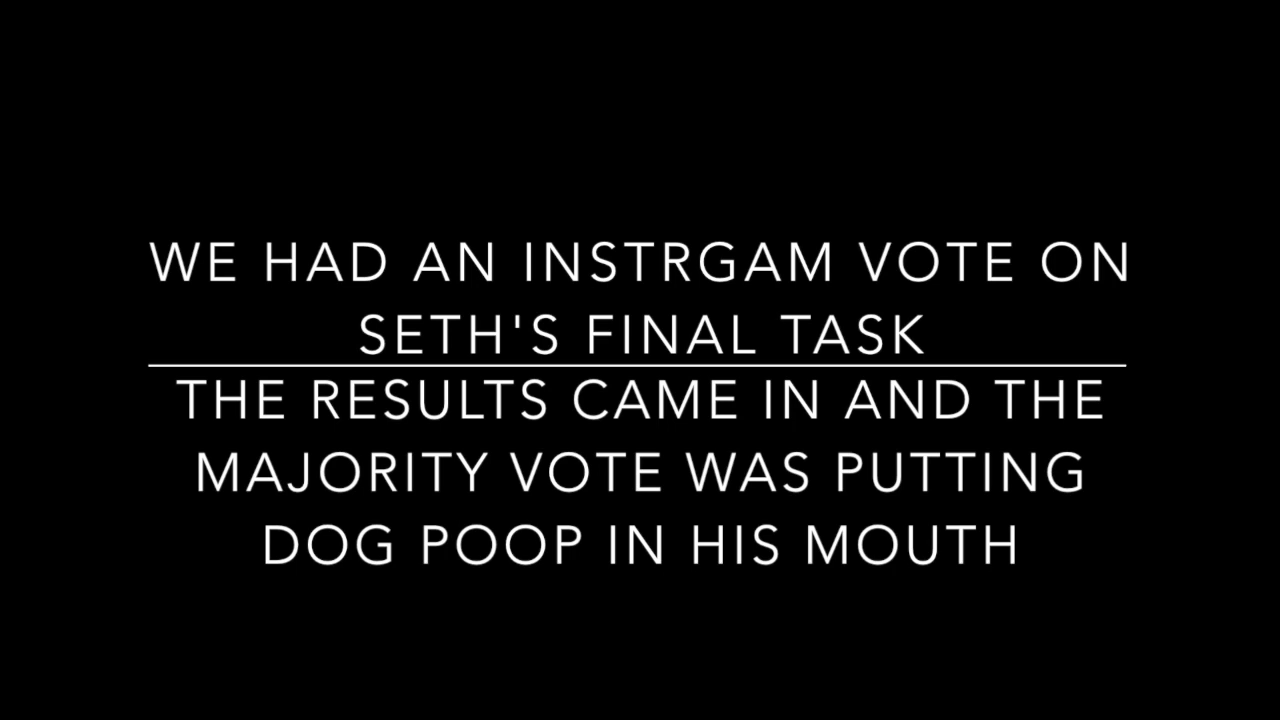 WE HAD AN INSTRGAM VOTE ON
SETH'S FINAL TASK
THE RESULTS CAME IN AND THE
MAJORITY VOTE WAS PUTTING
DOG POOP IN HIS MOUTH